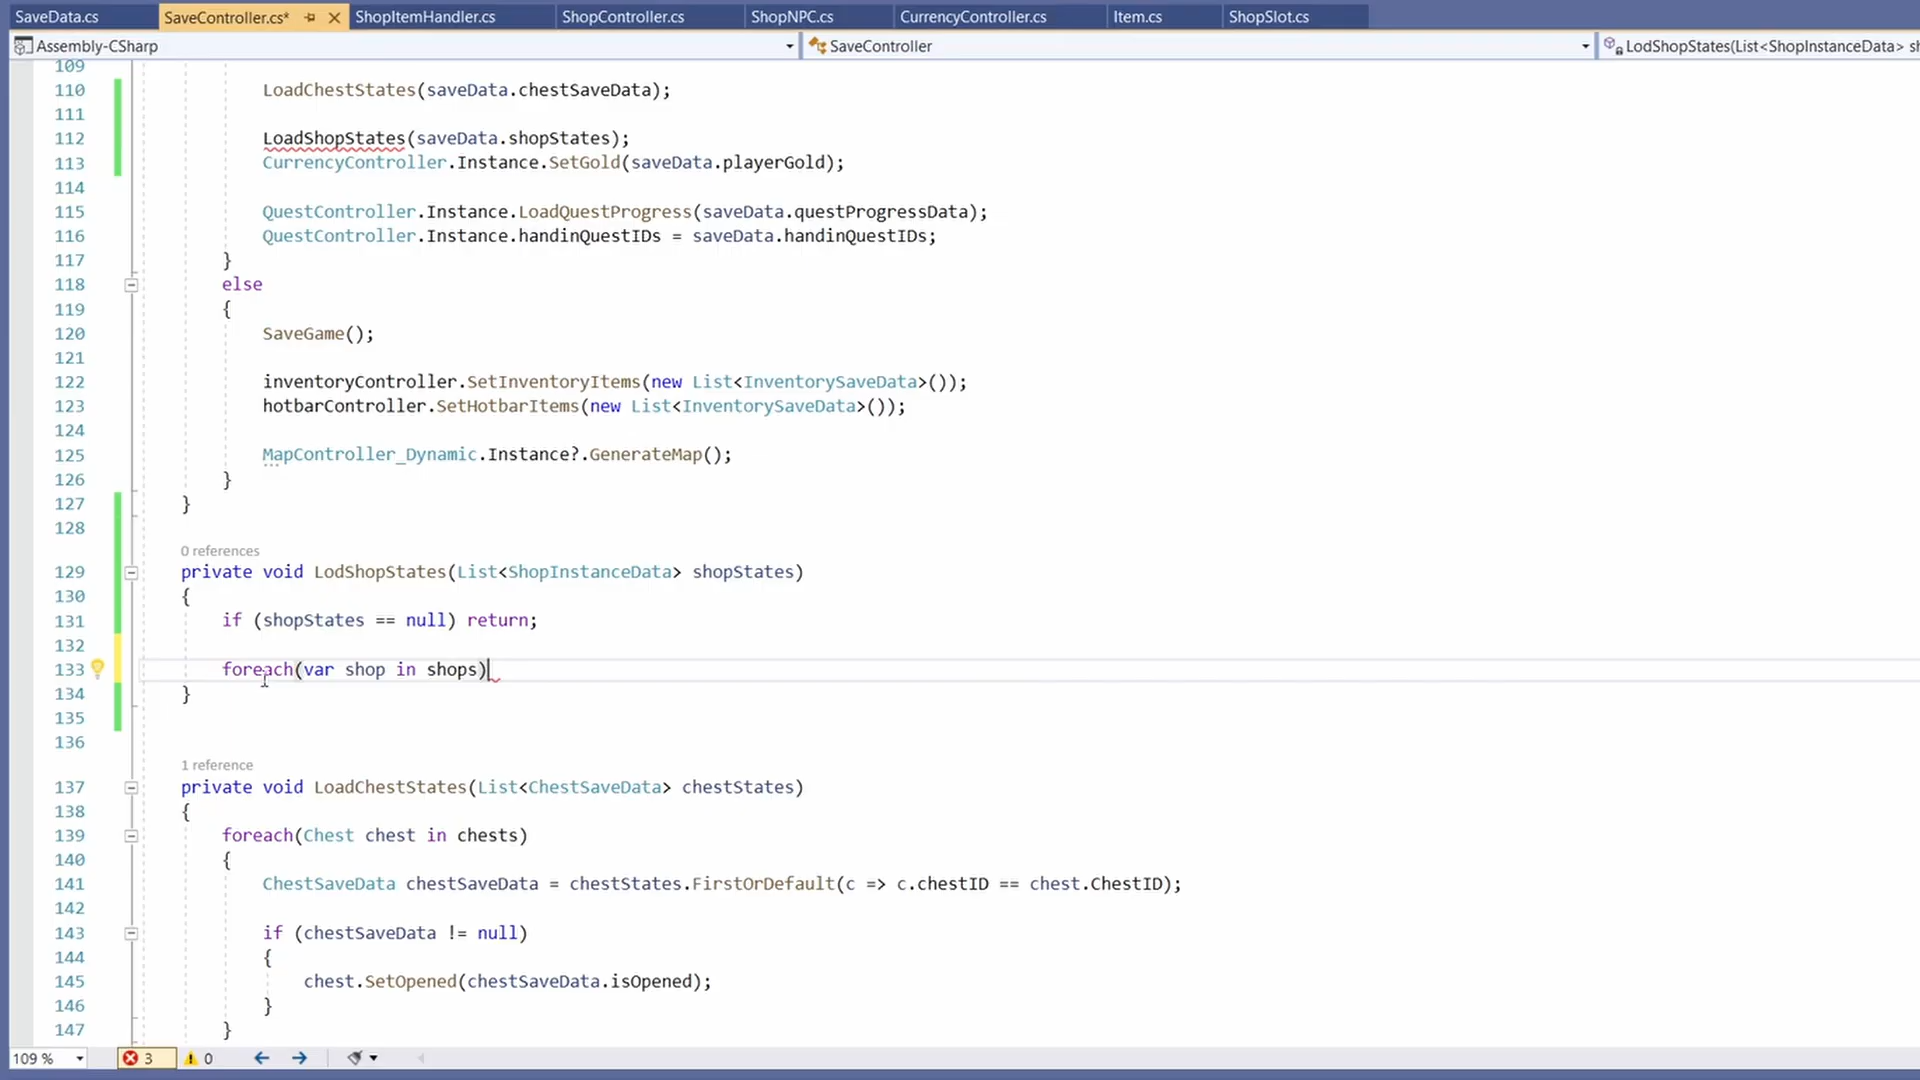 SaveData.cs SaveController.cs* ShopItemHandler.cs ShopController.cs ShopNPC.cs CurrencyController.cs Item.cs ShopSlot.cs
Assembly-CSharp SaveController LodShopStates(List<ShopInstanceData> sh
109
110 LoadChestStates(saveData.chestSaveData);
111
112 LoadShopStates(saveData.shopStates);
113 CurrencyController.Instance.SetGold(saveData.playerGold);
114
115 QuestController.Instance.LoadQuestProgress(saveData.questProgressData);
116 QuestController.Instance.handinQuestIDs = saveData.handinQuestIDs;
117 }
118 else
119 {
120 SaveGame();
121
122 inventoryController.SetInventoryItems(new List<InventorySaveData>());
123 hotbarController.SetHotbarItems(new List<InventorySaveData>());
124
125 MapController_Dynamic.Instance?.GenerateMap();
126 }
127 }
128
0 references
129 private void LodShopStates(List<ShopInstanceData> shopStates)
130 {
131 if (shopStates == null) return;
132
133 foreach(var shop in shops)
134 }
135
136
1 reference
137 private void LoadChestStates(List<ChestSaveData> chestStates)
138 {
139 foreach(Chest chest in chests)
140 {
141 ChestSaveData chestSaveData = chestStates.FirstOrDefault(c => c.chestID == chest.ChestID);
142
143 if (chestSaveData != null)
144 {
145 chest.SetOpened(chestSaveData.isOpened);
146 }
147 }
109 % 3 0